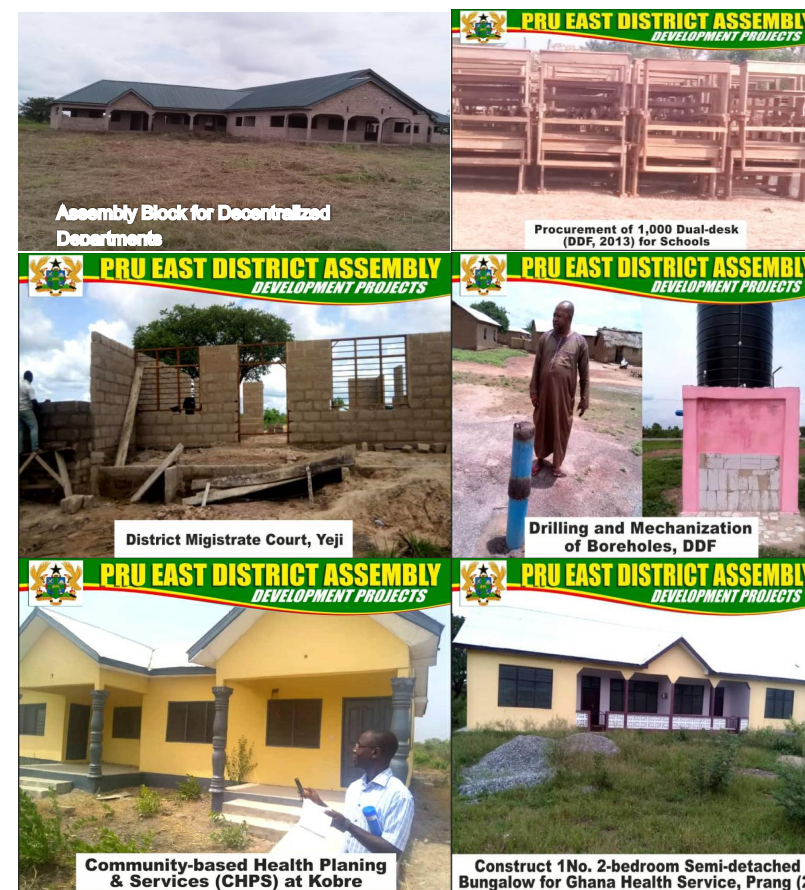 PRU EAST DISTRICT ASSEMBLY
DEVELOPMENT PROJECTS
Assembly Block for Decentralized
Departments
Procurement of 1,000 Dual-desk
(DDF, 2013) for Schools
PRU EAST DISTRICT ASSEMBLY
DEVELOPMENT PROJECTS
District Migistrate Court, Yeji
PRU EAST DISTRICT ASSEMBLY
DEVELOPMENT PROJECTS
Drilling and Mechanization
of Boreholes, DDF
PRU EAST DISTRICT ASSEMBLY
DEVELOPMENT PROJECTS
Community-based Health Planing
& Services (CHPS) at Kobre
PRU EAST DISTRICT ASSEMBLY
DEVELOPMENT PROJECTS
Construct 1No. 2-bedroom Semi-detached
Bungalow for Ghana Health Service, Prang